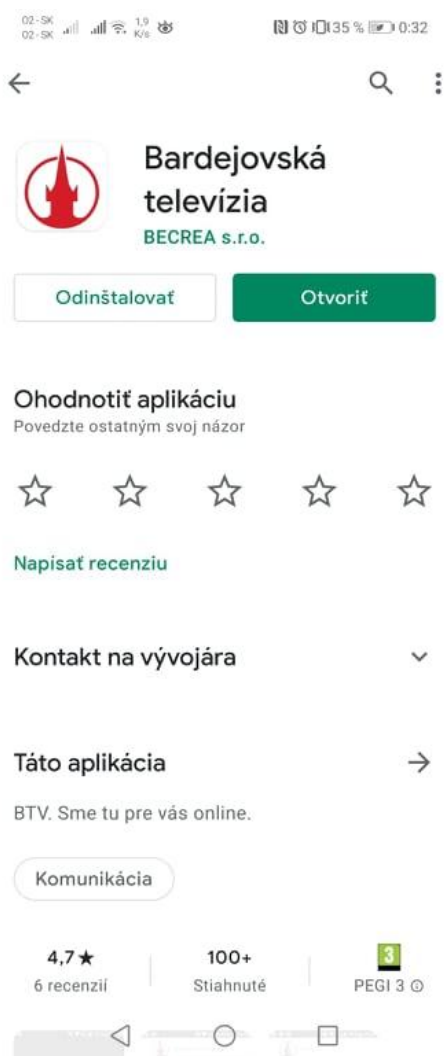 02-SK
02-SK
1,9
K/s
35 % 0:32
Bardejovská
televízia
BECREA s.r.o.
Odinštalovať
Otvoriť
Ohodnotiť aplikáciu
Povedzte ostatným svoj názor
Napísať recenziu
Kontakt na vývojára
Táto aplikácia
BTV. Sme tu pre vás online.
Komunikácia
4,7★ 100+ 3
6 recenzií Stiahnuté PEGI 3